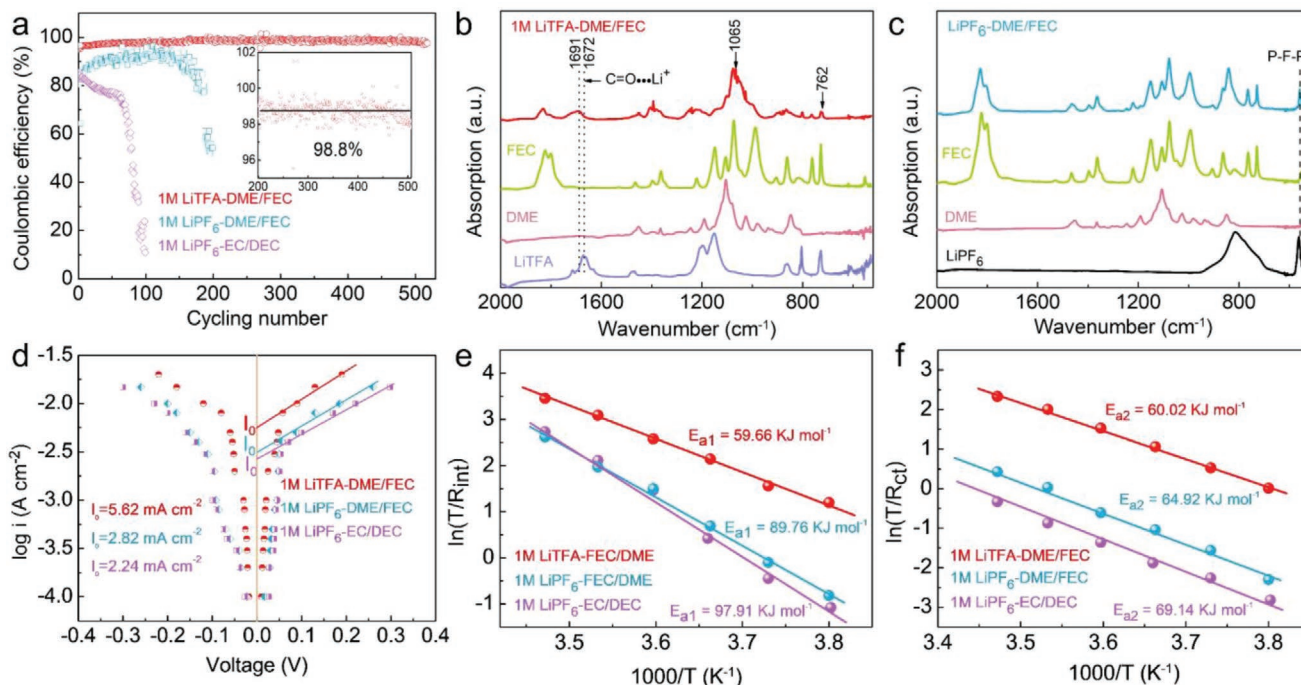 a
Coulombic efficiency (%)
120
100
80
60
40
20
0
102
100
98
96
200
300
400
500
98.8%
1M LiTFA-DME/FEC
1M LiPF6-DME/FEC
1M LiPF6-EC/DEC
0
100
200
300
400
500
Cycling number
b
1M LiTFA-DME/FEC
1691
1672
C=O•••Li+
1065
762
FEC
DME
LiTFA
Absorption (a.u.)
2000
1600
1200
800
Wavenumber (cm-1)
c
LiPF6-DME/FEC
P-F-F
FEC
DME
LiPF6
Absorption (a.u.)
2000
1600
1200
800
Wavenumber (cm-1)
d
log i (A cm-2)
-1.5
-2.0
-2.5
-3.0
-3.5
-4.0
I0
I0
I0
1M LiTFA-DME/FEC
1M LiPF6-DME/FEC
1M LiPF6-EC/DEC
I0=5.62 mA cm-2
I0=2.82 mA cm-2
I0=2.24 mA cm-2
-0.4
-0.3
-0.2
-0.1
0.0
0.1
0.2
0.3
0.4
Voltage (V)
e
ln(T/Rint)
5
4
3
2
1
0
-1
Ea1 = 59.66 KJ mol-1
Ea1 = 89.76 KJ mol-1
Ea1 = 97.91 KJ mol-1
1M LiTFA-FEC/DME
1M LiPF6-FEC/DME
1M LiPF6-EC/DEC
3.5
3.6
3.7
3.8
1000/T (K-1)
f
ln(T/Rct)
4
3
2
1
0
-1
-2
-3
Ea2 = 60.02 KJ mol-1
Ea2 = 64.92 KJ mol-1
Ea2 = 69.14 KJ mol-1
1M LiTFA-DME/FEC
1M LiPF6-DME/FEC
1M LiPF6-EC/DEC
3.4
3.5
3.6
3.7
3.8
1000/T (K-1)